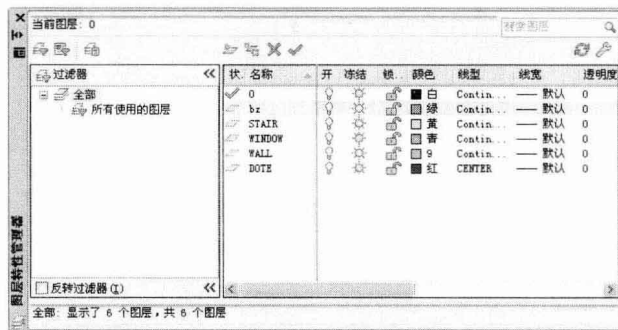 当前图层: 0
搜索图层
过滤器
全部
所有使用的图层
反转过滤器(I)
状. 名称 开 冻结 锁.. 颜色 线型 线宽 透明度
0 白 Contin... 默认 0
bz 绿 Contin... 默认 0
STAIR 黄 Contin... 默认 0
WINDOW 青 Contin... 默认 0
WALL 9 Contin... 默认 0
DOTE 红 CENTER 默认 0
图层特性管理器
全部: 显示了 6 个图层，共 6 个图层